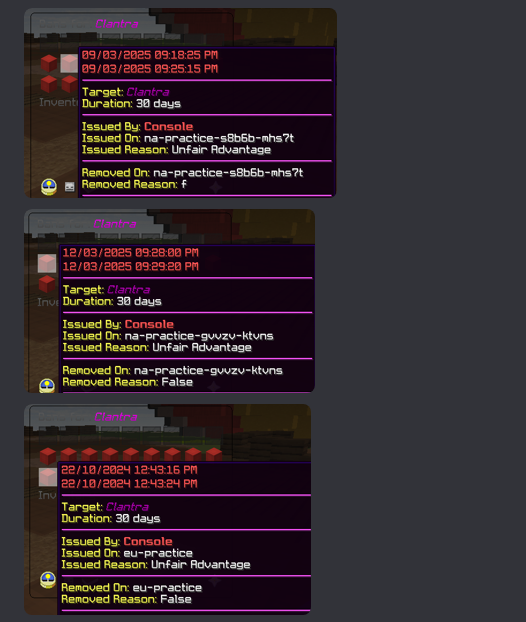 Clantra
09/03/2025 09:18:25 PM
09/03/2025 09:25:15 PM
Target: Clantra
Duration: 30 days
Invent
Issued By: Console
Issued On: na-practice-s8b6b-mhs7t
Issued Reason: Unfair Advantage
Removed On: na-practice-s8b6b-mhs7t
Removed Reason: f
Clantra
12/03/2025 09:28:00 PM
12/03/2025 09:29:20 PM
Target: Clantra
Duration: 30 days
Inve
Issued By: Console
Issued On: na-practice-gvvzv-ktvns
Issued Reason: Unfair Advantage
Removed On: na-practice-gvvzv-ktvns
Removed Reason: False
Clantra
22/10/2024 12:43:16 PM
22/10/2024 12:43:24 PM
Inv
Target: Clantra
Duration: 30 days
Issued By: Console
Issued On: eu-practice
Issued Reason: Unfair Advantage
Removed On: eu-practice
Removed Reason: False